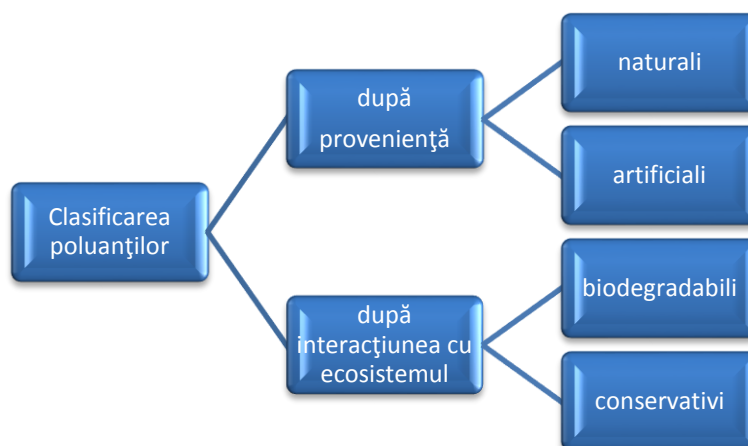 Clasificarea
poluanţilor
după
provenienţă
naturali
artificiali
după
interacţiunea cu
ecosistemul
biodegradabili
conservativi